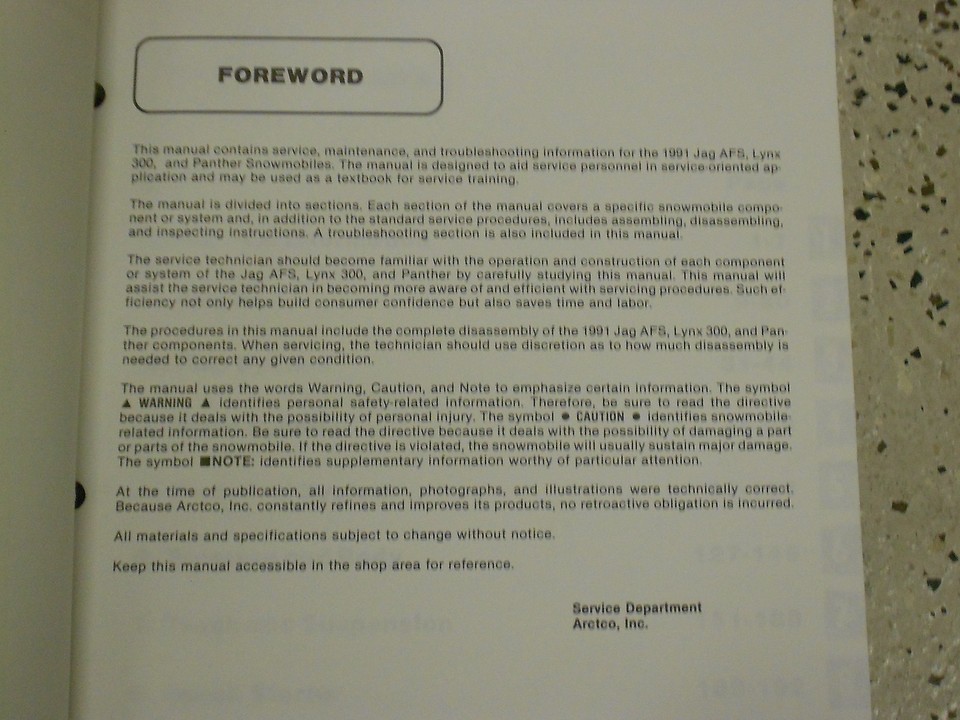 FOREWORD
This manual contains service, maintenance, and troubleshooting information for the 1991 Jag AFS, Lynx
300, and Panther Snowmobiles. The manual is designed to aid service personnel in service-oriented ap-
plication and may be used as a textbook for service training.
The manual is divided into sections. Each section of the manual covers a specific snowmobile compo-
nent or system and, in addition to the standard service procedures, includes assembling, disassembling,
and inspecting instructions. A troubleshooting section is also included in this manual.
The service technician should become familiar with the operation and construction of each component
or system of the Jag AFS, Lynx 300, and Panther by carefully studying this manual. This manual will
assist the service technician in becoming more aware of and efficient with servicing procedures. Such ef-
ficiency not only helps build consumer confidence but also saves time and labor.
The procedures in this manual include the complete disassembly of the 1991 Jag AFS, Lynx 300, and Pan-
ther components. When servicing, the technician should use discretion as to how much disassembly is
needed to correct any given condition.
The manual uses the words Warning, Caution, and Note to emphasize certain information. The symbol
▲ WARNING ▲ identifies personal safety-related information. Therefore, be sure to read the directive
because it deals with the possibility of personal injury. The symbol ● CAUTION ● identifies snowmobile-
related information. Be sure to read the directive because it deals with the possibility of damaging a part
or parts of the snowmobile. If the directive is violated, the snowmobile will usually sustain major damage.
The symbol ■NOTE: identifies supplementary information worthy of particular attention.
At the time of publication, all information, photographs, and illustrations were technically correct.
Because Arctco, Inc. constantly refines and improves its products, no retroactive obligation is incurred.
All materials and specifications subject to change without notice.
Keep this manual accessible in the shop area for reference.
Service Department
Arctco, Inc.